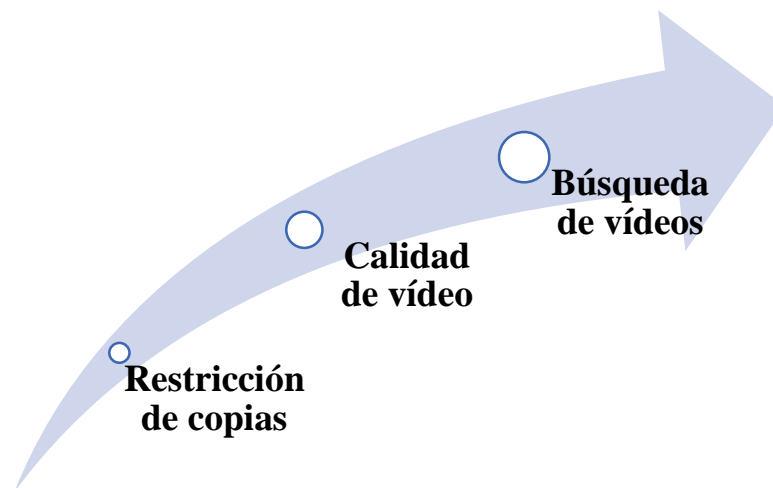 Búsqueda
de vídeos
Calidad
de vídeo
Restricción
de copias